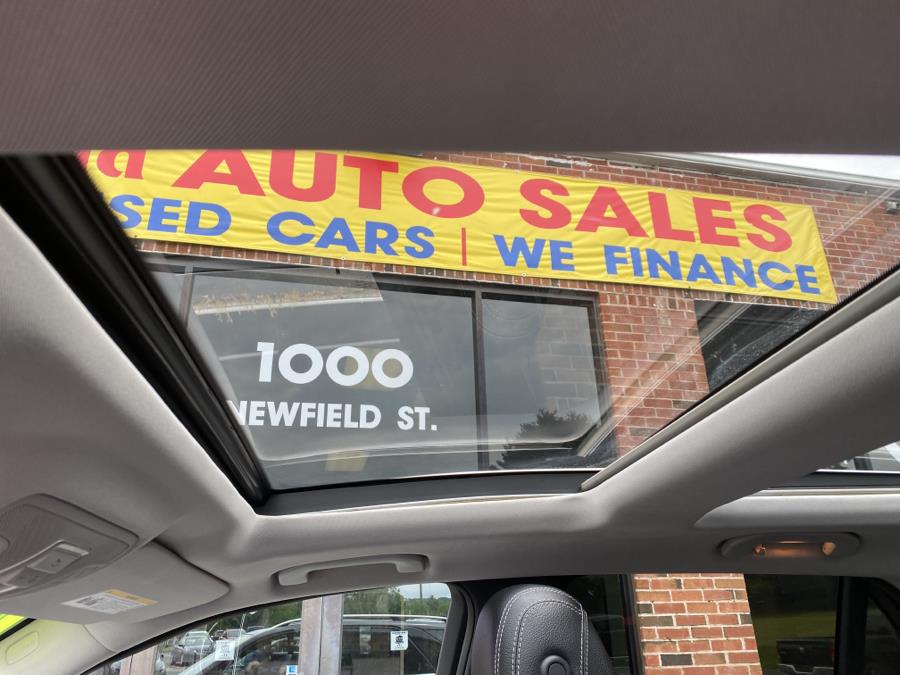 AUTO SALES
SED CARS | WE FINANCE
1000
NEWFIELD ST.